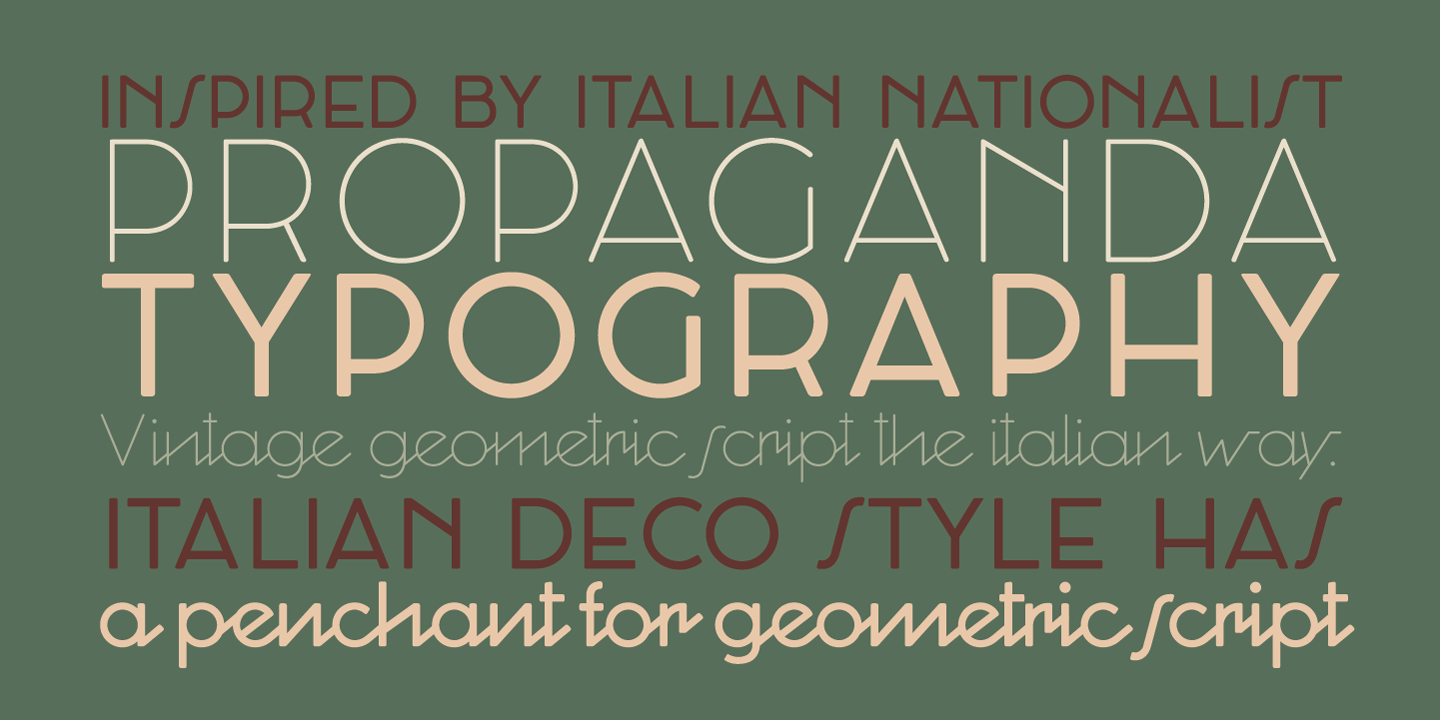 INSPIRED BY ITALIAN NATIONALIST
PROPAGANDA
TYPOGRAPHY
Vintage geometric script the italian way.
ITALIAN DECO STYLE HAS
a penchant for geometric script